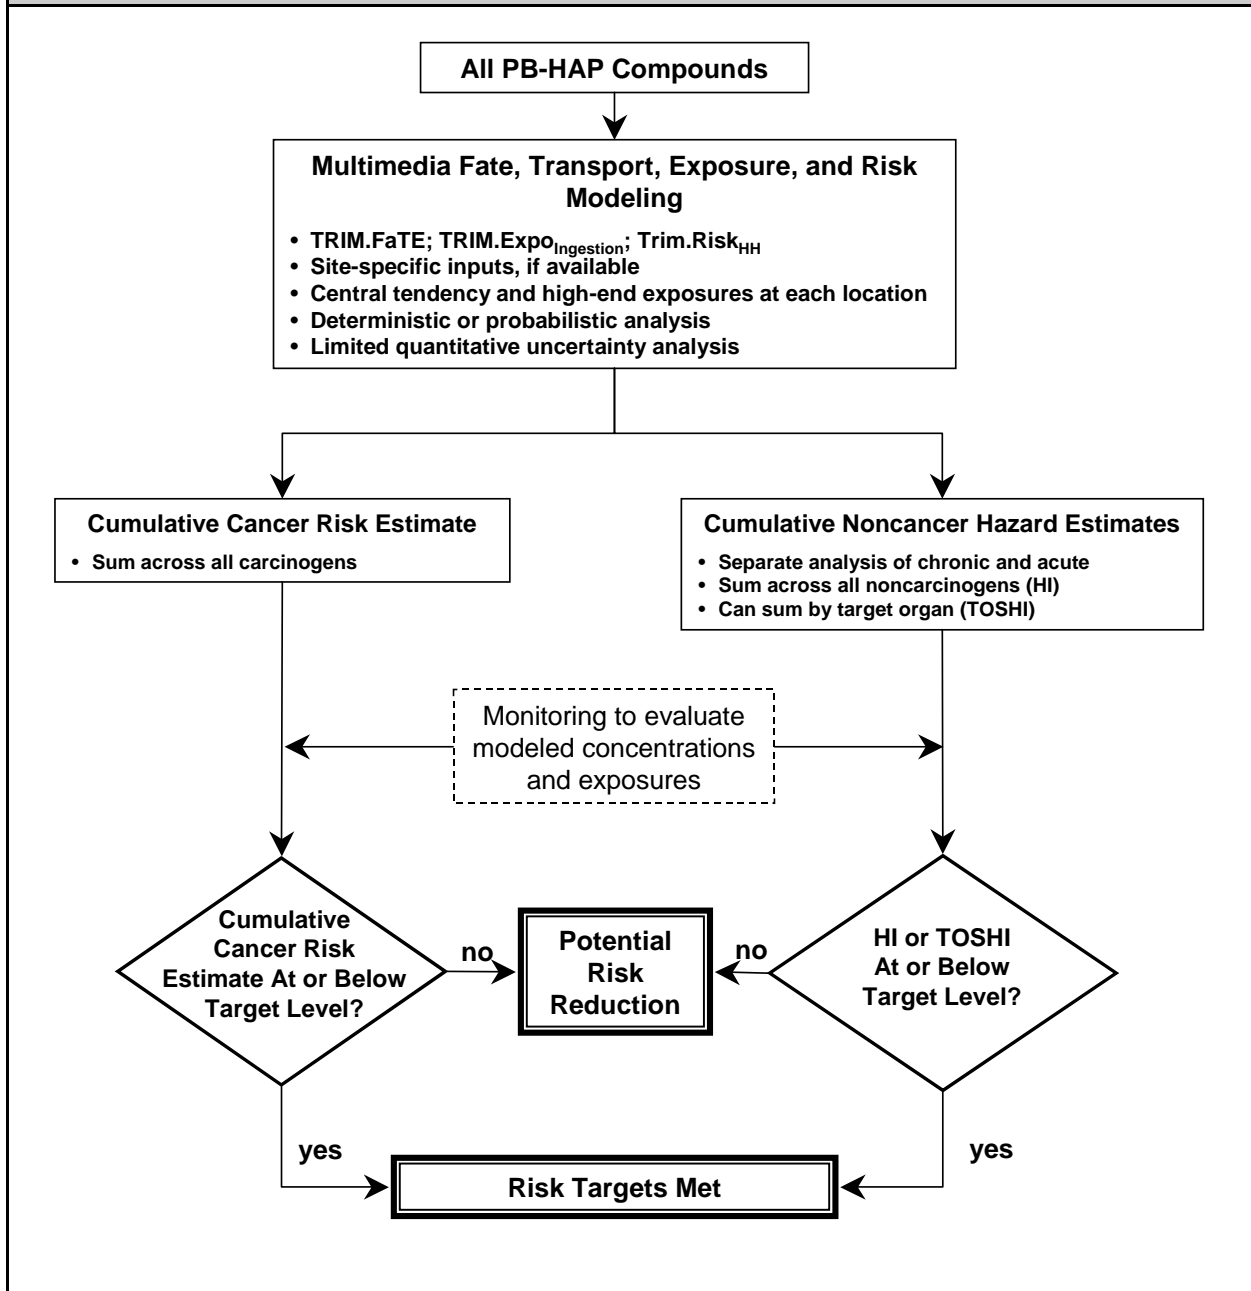 All PB-HAP Compounds
Multimedia Fate, Transport, Exposure, and Risk
Modeling
• TRIM.FaTE; TRIM.ExpoIngestion; Trim.RiskHH
• Site-specific inputs, if available
• Central tendency and high-end exposures at each location
• Deterministic or probabilistic analysis
• Limited quantitative uncertainty analysis
Cumulative Cancer Risk Estimate
• Sum across all carcinogens
Cumulative Noncancer Hazard Estimates
• Separate analysis of chronic and acute
• Sum across all noncarcinogens (HI)
• Can sum by target organ (TOSHI)
Monitoring to evaluate
modeled concentrations
and exposures
Cumulative
Cancer Risk
Estimate At or Below
Target Level?
no
Potential
Risk
Reduction
no
HI or TOSHI
At or Below
Target Level?
yes
Risk Targets Met
yes